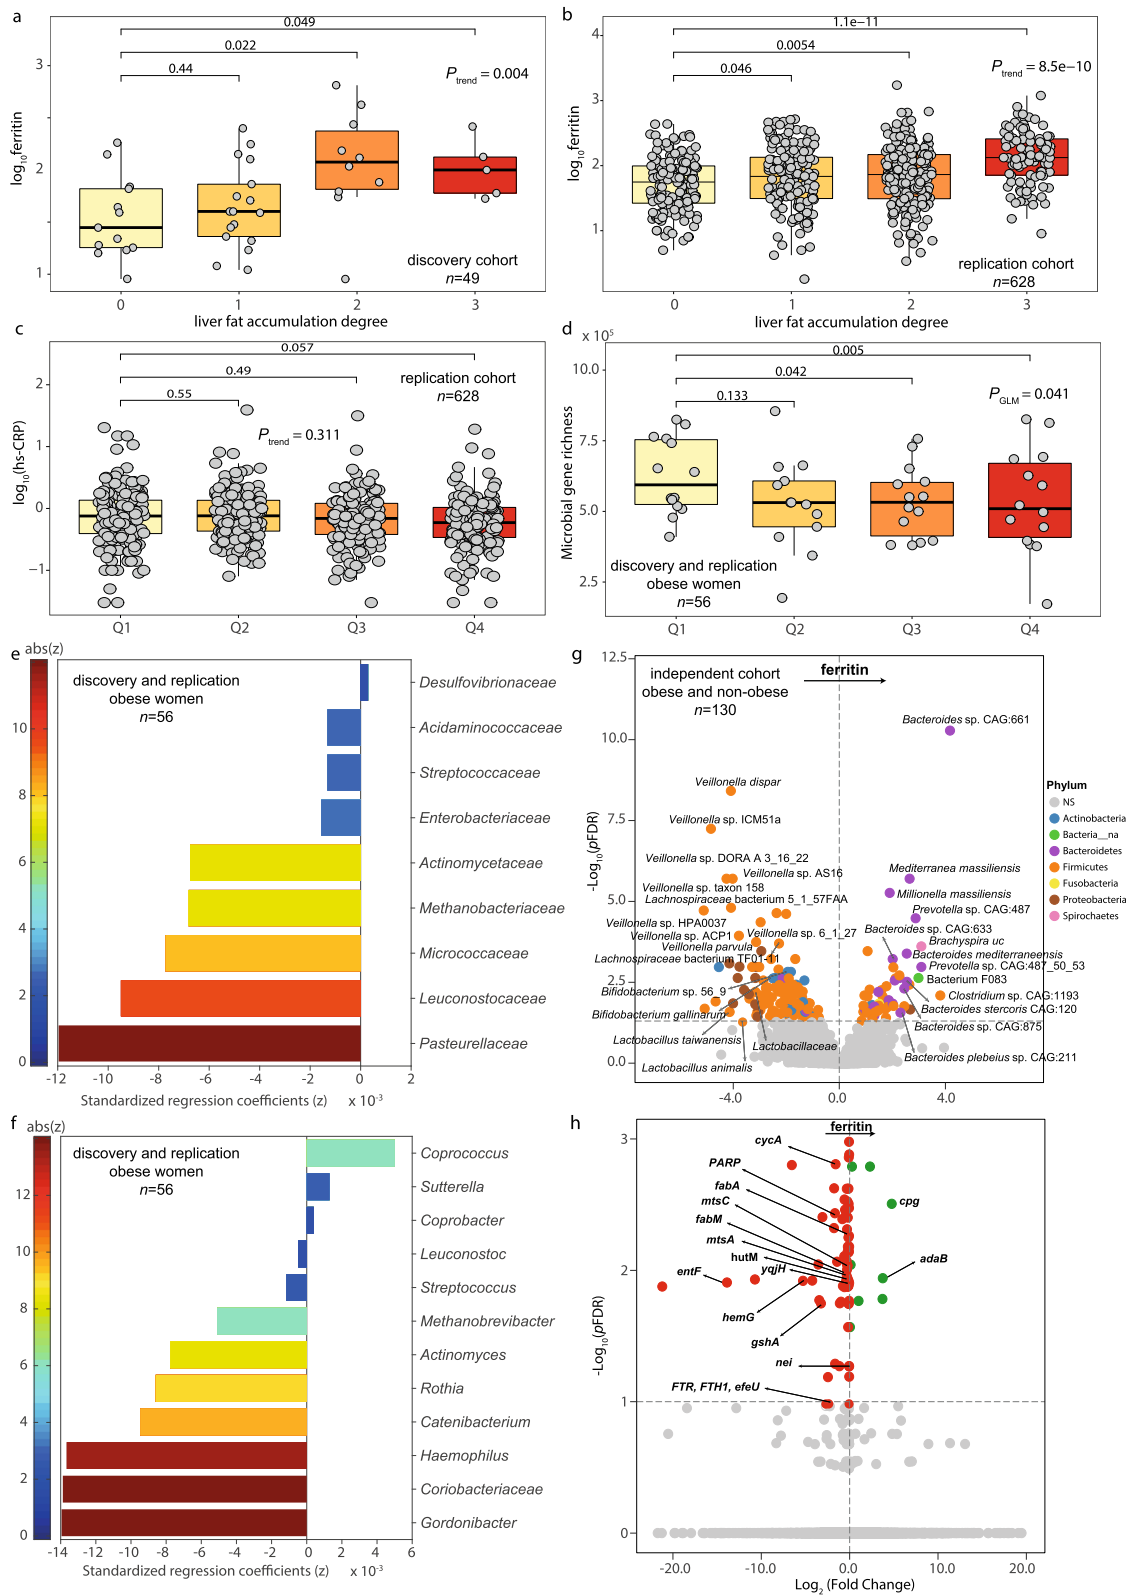 a
0.049
0.022
0.44
P trend = 0.004
log10ferritin
3
2
1
discovery cohort
n=49
0 1 2 3
liver fat accumulation degree
b
1.1e−11
0.0054
0.046
P trend = 8.5e−10
log10ferritin
4
3
2
1
replication cohort
n=628
0 1 2 3
liver fat accumulation degree
c
0.057
0.49
0.55
replication cohort
n=628
P trend = 0.311
log10(hs-CRP)
2
1
0
−1
Q1 Q2 Q3 Q4
d
x 10^5
0.005
0.042
0.133
P GLM = 0.041
Microbial gene richness
10.0
7.5
5.0
2.5
discovery and replication
obese women
n=56
Q1 Q2 Q3 Q4
e
abs(z)
10
8
6
4
2
0
discovery and replication
obese women
n=56
Desulfovibrionaceae
Acidaminococcaceae
Streptococcaceae
Enterobacteriaceae
Actinomycetaceae
Methanobacteriaceae
Micrococcaceae
Leuconostocaceae
Pasteurellaceae
-12 -10 -8 -6 -4 -2 0 2
Standardized regression coefficients (z) x 10^-3
f
abs(z)
12
10
8
6
4
2
0
discovery and replication
obese women
n=56
Coprococcus
Sutterella
Coprobacter
Leuconostoc
Streptococcus
Methanobrevibacter
Actinomyces
Rothia
Catenibacterium
Haemophilus
Coriobacteriaceae
Gordonibacter
-14 -12 -10 -8 -6 -4 -2 0 3 6
Standardized regression coefficients (z) x 10^-3
g
12.5
10.0
7.5
5.0
2.5
0.0
-Log10(pFDR)
independent cohort
obese and non-obese
n=130
ferritin
Bacteroides sp. CAG:661
Veillonella dispar
Veillonella sp. ICM51a
Veillonella sp. DORA A 3_16_22
Veillonella sp. AS16
Veillonella sp. taxon 158
Lachnospiraceae bacterium 5_1_57FAA
Veillonella sp. HPA0037
Veillonella sp. ACP1
Veillonella sp. 6_1_27
Veillonella parvula
Lachnospiraceae bacterium TF01-11
Bifidobacterium sp. 56_9
Bifidobacterium gallinarum
Lactobacillus taiwanensis
Lactobacillaceae
Lactobacillus animalis
Mediterranea massiliensis
Millionella massiliensis
Prevotella sp. CAG:487
Bacteroides sp. CAG:633
Brachyspira uc
Bacteroides mediterraneensis
Prevotella sp. CAG:487_50_53
Bacterium F083
Clostridium sp. CAG:1193
Bacteroides stercoris CAG:120
Bacteroides sp. CAG:875
Bacteroides plebeius sp. CAG:211
-4.0 0.0 4.0
Phylum
NS
Actinobacteria
Bacteria__na
Bacteroidetes
Firmicutes
Fusobacteria
Proteobacteria
Spirochaetes
h
ferritin
3
2
1
0
-Log10(pFDR)
cycA
PARP
fabA
mtsC
fabM
mtsA
hutM
yqjH
entF
hemG
gshA
nei
FTR, FTH1, efeU
cpg
adaB
-20.0 -10.0 0.0 10.0 20.0
Log2 (Fold Change)